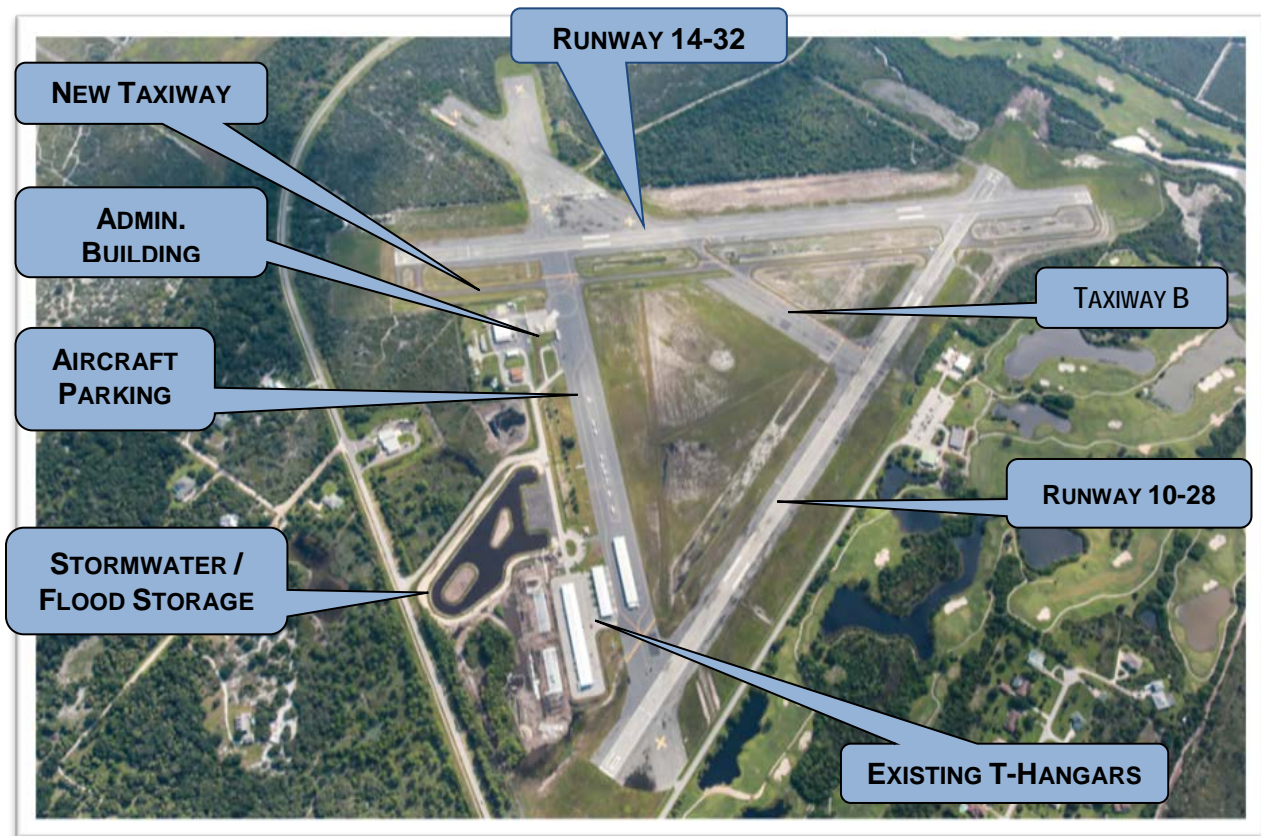 RUNWAY 14-32
NEW TAXIWAY
ADMIN.
BUILDING
TAXIWAY B
AIRCRAFT
PARKING
RUNWAY 10-28
STORMWATER /
FLOOD STORAGE
EXISTING T-HANGARS